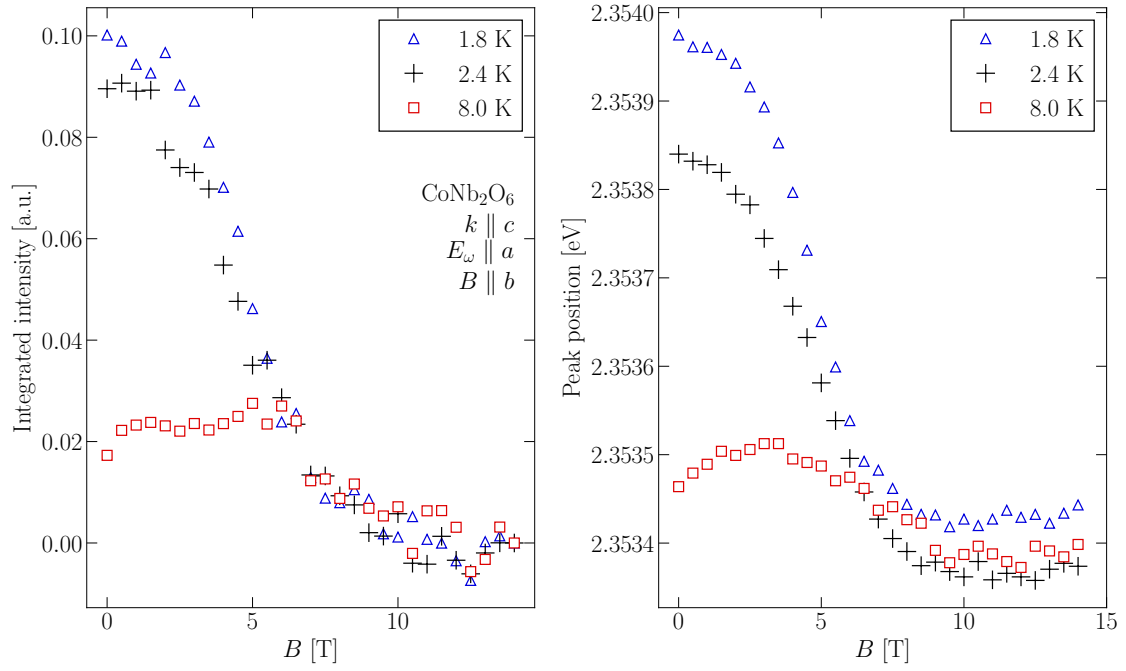 Integrated intensity [a.u.]
0.10
0.08
0.06
0.04
0.02
0.00
0
5
10
B [T]
1.8 K
2.4 K
8.0 K
CoNb₂O₆
k ∥ c
E_ω ∥ a
B ∥ b
Peak position [eV]
2.3540
2.3539
2.3538
2.3537
2.3536
2.3535
2.3534
0
5
10
15
B [T]
1.8 K
2.4 K
8.0 K